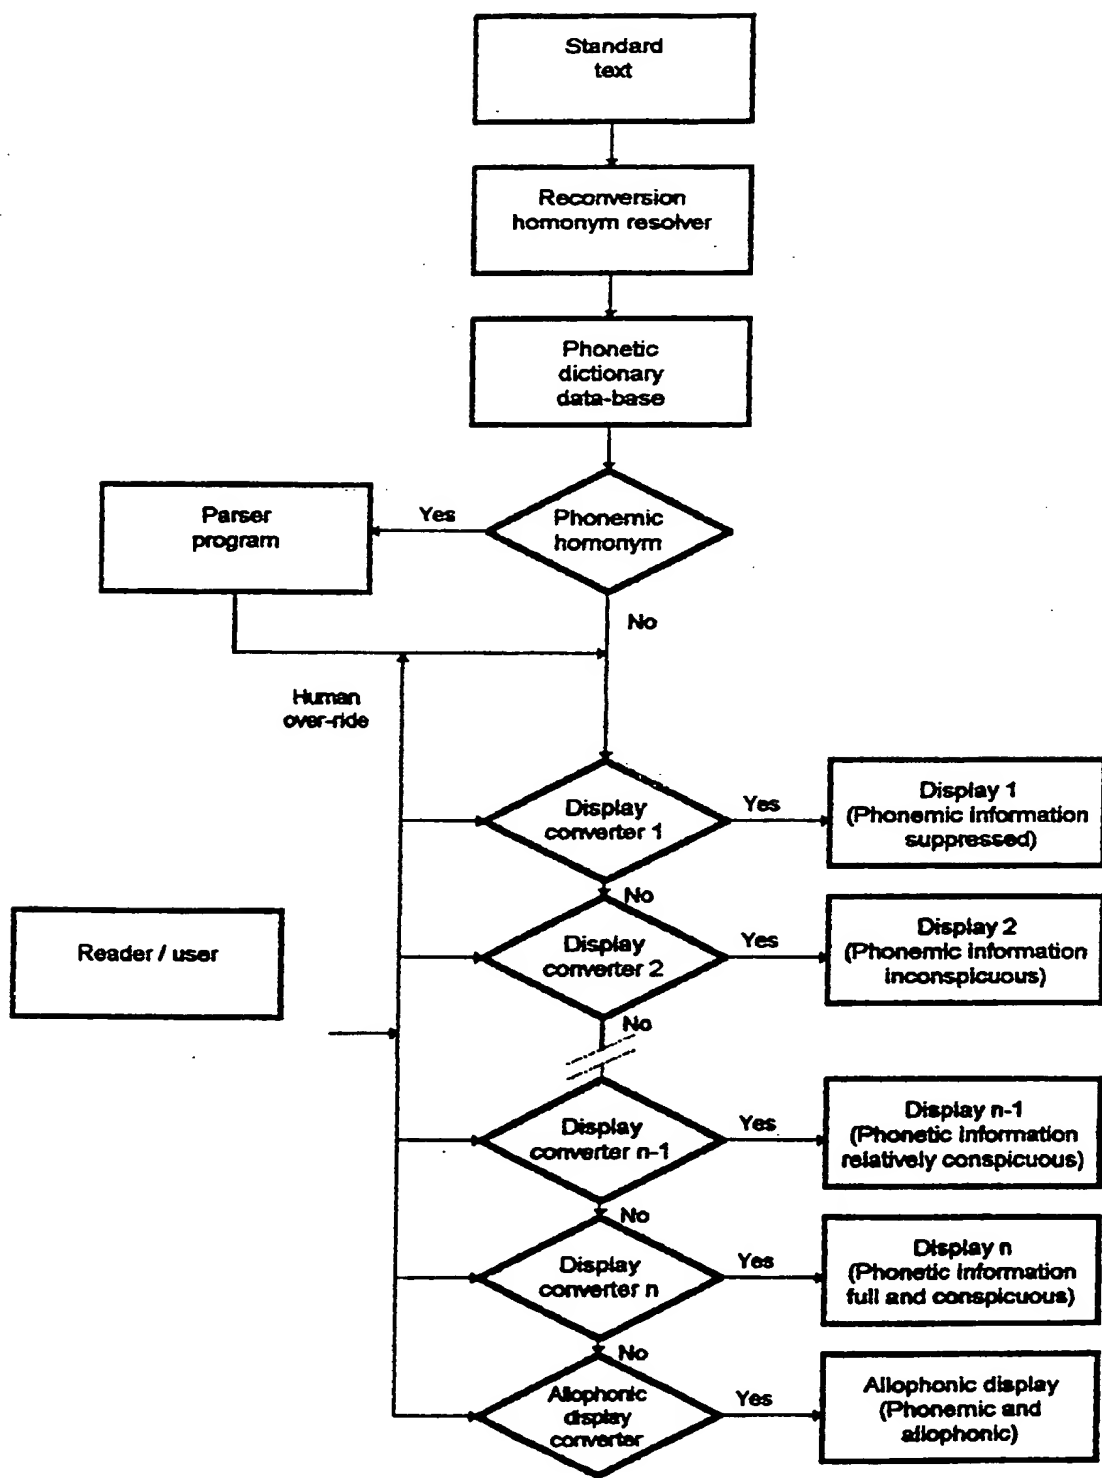 Standard
text
Reconversion
homonym resolver
Phonetic
dictionary
data-base
Parser
program
Yes
Phonemic
homonym
No
Human
over-ride
Display
converter 1
Yes
Display 1
(Phonemic information
suppressed)
No
Reader / user
Display
converter 2
Yes
Display 2
(Phonemic information
inconspicuous)
No
Display
converter n-1
Yes
Display n-1
(Phonetic information
relatively conspicuous)
No
Display
converter n
Yes
Display n
(Phonetic information
full and conspicuous)
No
Allophonic
display
converter
Yes
Allophonic display
(Phonemic and
allophonic)